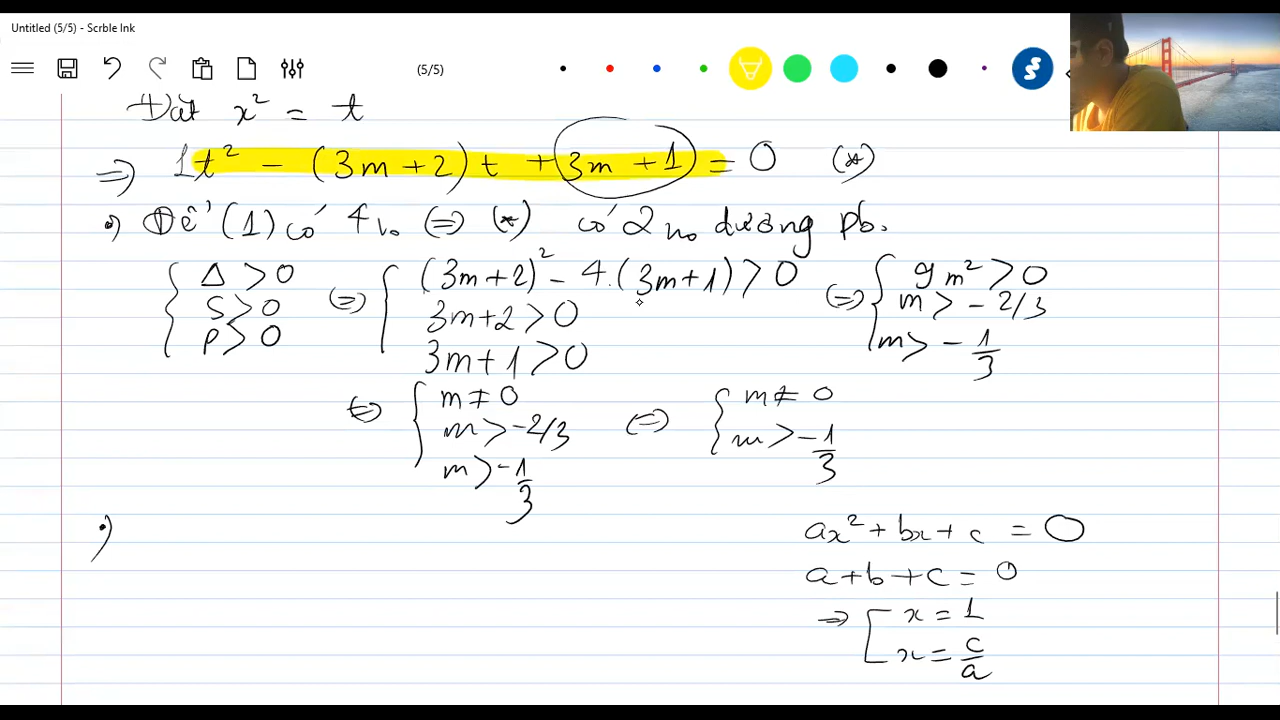 Untitled (5/5) - Scrble Ink
(5/5)
Đặt x² = t
⇒ 1t² - (3m+2)t + 3m+1 = 0 (*)
•) Để (1) có 4 no ⇔ (*) có 2 no dương pb.
{ Δ > 0 ⇔ { (3m+2)² - 4.(3m+1) > 0 ⇔ { 9m² > 0
S > 0 3m+2 > 0 m > -2/3
P > 0 3m+1 > 0 m > -1/3
⇔ { m ≠ 0 ⇔ { m ≠ 0
m > -2/3 m > -1/3
m > -1/3
•)
ax² + bx + c = 0
a + b + c = 0
⇒ [ x = 1
x = c/a